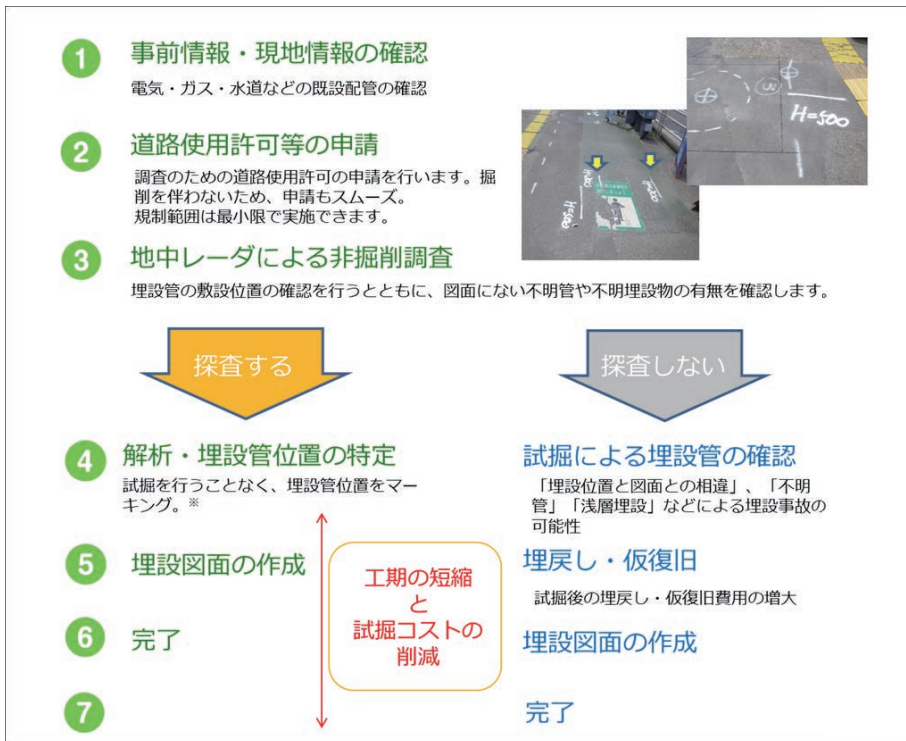 1 事前情報・現地情報の確認
電気・ガス・水道などの既設配管の確認
H=500
2 道路使用許可等の申請
調査のための道路使用許可の申請を行います。掘
削を伴わないため、申請もスムーズ。
規制範囲は最小限で実施できます。
H=500
3 地中レーダによる非掘削調査
埋設管の敷設位置の確認を行うとともに、図面にない不明管や不明埋設物の有無を確認します。
探査する
探査しない
4 解析・埋設管位置の特定
試掘を行うことなく、埋設管位置をマー
キング。※
試掘による埋設管の確認
「埋設位置と図面との相違」、「不明
管」「浅層埋設」などによる埋設事故の
可能性
5 埋設図面の作成
埋戻し・仮復旧
試掘後の埋戻し・仮復旧費用の増大
工期の短縮
と
試掘コストの
削減
6 完了
埋設図面の作成
7
完了